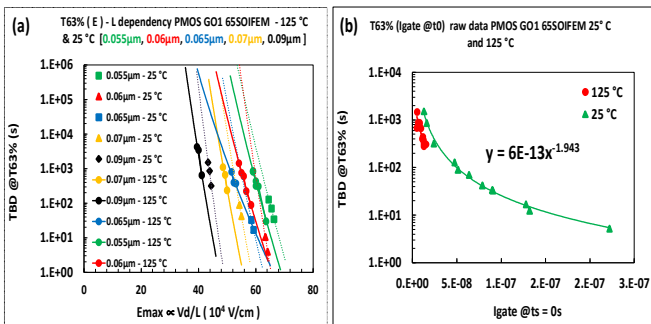 (a)
T63% ( E ) - L dependency PMOS GO1 65SOIFEM - 125 °C
& 25 °C [0.055µm, 0.06µm, 0.065µm, 0.07µm, 0.09µm]
TBD @T63% (s)
1.E+06
1.E+05
1.E+04
1.E+03
1.E+02
1.E+01
1.E+00
0.055µm - 25 °C
0.06µm - 25 °C
0.065µm - 25 °C
0.07µm - 25 °C
0.09µm - 25 °C
0.07µm - 125 °C
0.09µm - 125 °C
0.065µm - 125 °C
0.055µm - 125 °C
0.06µm - 125 °C
0 20 40 60 80
Emax ∝ Vd/L ( 10⁴ V/cm )
(b)
T63% (Igate @t0) raw data PMOS GO1 65SOIFEM 25° C
and 125 °C
TBD @T63% (s)
1.E+04
1.E+03
1.E+02
1.E+01
1.E+00
125 °C
25 °C
y = 6E-13x^-1.943
0.E+00 5.E-08 1.E-07 2.E-07 2.E-07
Igate @ts = 0s